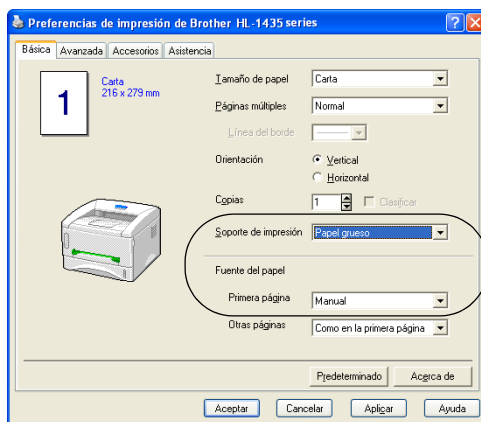 Preferencias de impresión de Brother HL-1435 series
Básica Avanzada Accesorios Asistencia
1
Carta
216 x 279 mm
Tamaño de papel Carta
Páginas múltiples Normal
Línea del borde
Orientación Vertical
Horizontal
Copias 1 Clasificar
Soporte de impresión Papel grueso
Fuente del papel
Primera página Manual
Otras páginas Como en la primera página
Predeterminado Acerca de
Aceptar Cancelar Aplicar Ayuda